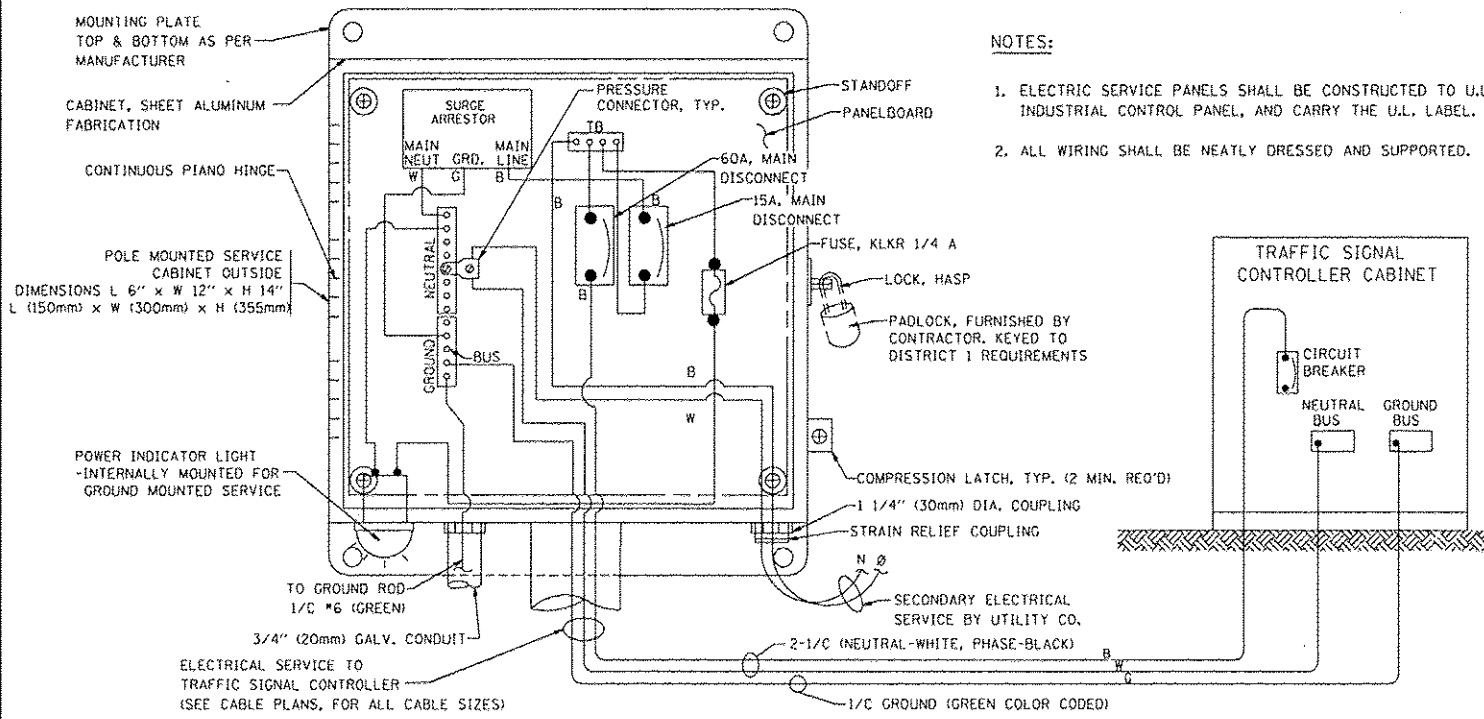 MOUNTING PLATE
TOP & BOTTOM AS PER
MANUFACTURER
CABINET, SHEET ALUMINUM
FABRICATION
CONTINUOUS PIANO HINGE
POLE MOUNTED SERVICE
CABINET OUTSIDE
DIMENSIONS L 6" x W 12" x H 14"
L (150mm) x W (300mm) x H (355mm)
POWER INDICATOR LIGHT
-INTERNALLY MOUNTED FOR
GROUND MOUNTED SERVICE
SURGE
ARRESTOR
MAIN
NEUT
GRD.
MAIN
LINE
W
G
B
PRESSURE
CONNECTOR, TYP.
TB
NEUTRAL
GROUND
BUS
B
B
B
B
W
STANDOFF
PANELBOARD
60A, MAIN
DISCONNECT
15A, MAIN
DISCONNECT
FUSE, KLKR 1/4 A
LOCK, HASP
PADLOCK, FURNISHED BY
CONTRACTOR. KEYED TO
DISTRICT 1 REQUIREMENTS
COMPRESSION LATCH, TYP. (2 MIN. REQ'D)
1 1/4" (30mm) DIA. COUPLING
STRAIN RELIEF COUPLING
N Ø
SECONDARY ELECTRICAL
SERVICE BY UTILITY CO.
TO GROUND ROD
1/C #6 (GREEN)
3/4" (20mm) GALV. CONDUIT
ELECTRICAL SERVICE TO
TRAFFIC SIGNAL CONTROLLER
(SEE CABLE PLANS, FOR ALL CABLE SIZES)
2-1/C (NEUTRAL-WHITE, PHASE-BLACK)
B
W
G
1/C GROUND (GREEN COLOR CODED)
NOTES:
1. ELECTRIC SERVICE PANELS SHALL BE CONSTRUCTED TO U.L
INDUSTRIAL CONTROL PANEL, AND CARRY THE U.L. LABEL.
2. ALL WIRING SHALL BE NEATLY DRESSED AND SUPPORTED.
TRAFFIC SIGNAL
CONTROLLER CABINET
CIRCUIT
BREAKER
NEUTRAL
BUS
GROUND
BUS